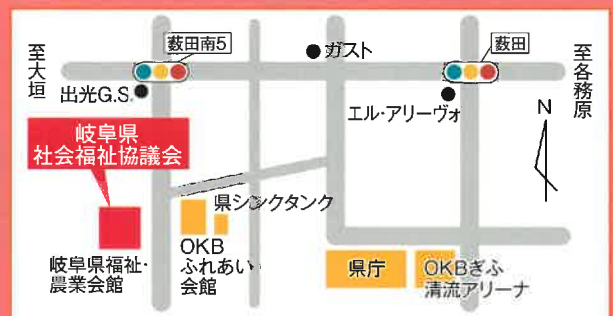 至大垣
薮田南5
ガスト
薮田
至各務原
出光G.S.
エル・アリーヴォ
N
岐阜県
社会福祉協議会
県シンクタンク
岐阜県福祉・
農業会館
OKB
ふれあい
会館
県庁
OKBぎふ
清流アリーナ